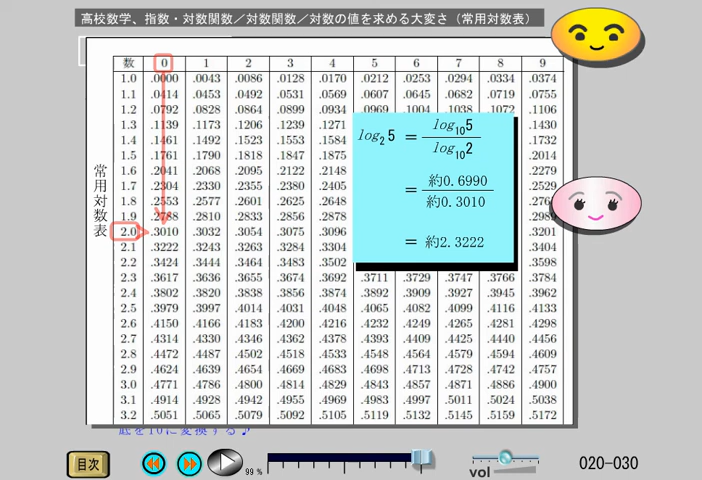 高校数学、指数・対数関数／対数関数／対数の値を求める大変さ（常用対数表）
常用対数表
数 0 1 2 3 4 5 6 7 8 9
1.0 .0000 .0043 .0086 .0128 .0170 .0212 .0253 .0294 .0334 .0374
1.1 .0414 .0453 .0492 .0531 .0569 .0607 .0645 .0682 .0719 .0755
1.2 .0792 .0828 .0864 .0899 .0934 .0969 .1004 .1038 .1072 .1106
1.3 .1139 .1173 .1206 .1239 .1271 .1430
1.4 .1461 .1492 .1523 .1553 .1584 .1732
1.5 .1761 .1790 .1818 .1847 .1875 .2014
1.6 .2041 .2068 .2095 .2122 .2148 .2279
1.7 .2304 .2330 .2355 .2380 .2405 .2529
1.8 .2553 .2577 .2601 .2625 .2648
1.9 .2788 .2810 .2833 .2856 .2878
2.0 .3010 .3032 .3054 .3075 .3096 .3201
2.1 .3222 .3243 .3263 .3284 .3304 .3404
2.2 .3424 .3444 .3464 .3483 .3502 .3598
2.3 .3617 .3636 .3655 .3674 .3692 .3711 .3729 .3747 .3766 .3784
2.4 .3802 .3820 .3838 .3856 .3874 .3892 .3909 .3927 .3945 .3962
2.5 .3979 .3997 .4014 .4031 .4048 .4065 .4082 .4099 .4116 .4133
2.6 .4150 .4166 .4183 .4200 .4216 .4232 .4249 .4265 .4281 .4298
2.7 .4314 .4330 .4346 .4362 .4378 .4393 .4409 .4425 .4440 .4456
2.8 .4472 .4487 .4502 .4518 .4533 .4548 .4564 .4579 .4594 .4609
2.9 .4624 .4639 .4654 .4669 .4683 .4698 .4713 .4728 .4742 .4757
3.0 .4771 .4786 .4800 .4814 .4829 .4843 .4857 .4871 .4886 .4900
3.1 .4914 .4928 .4942 .4955 .4969 .4983 .4997 .5011 .5024 .5038
3.2 .5051 .5065 .5079 .5092 .5105 .5119 .5132 .5145 .5159 .5172
log₂5 = log₁₀5 / log₁₀2
= 約0.6990 / 約0.3010
= 約2.3222
底を10に変換する♪
目次
99 %
vol
020-030